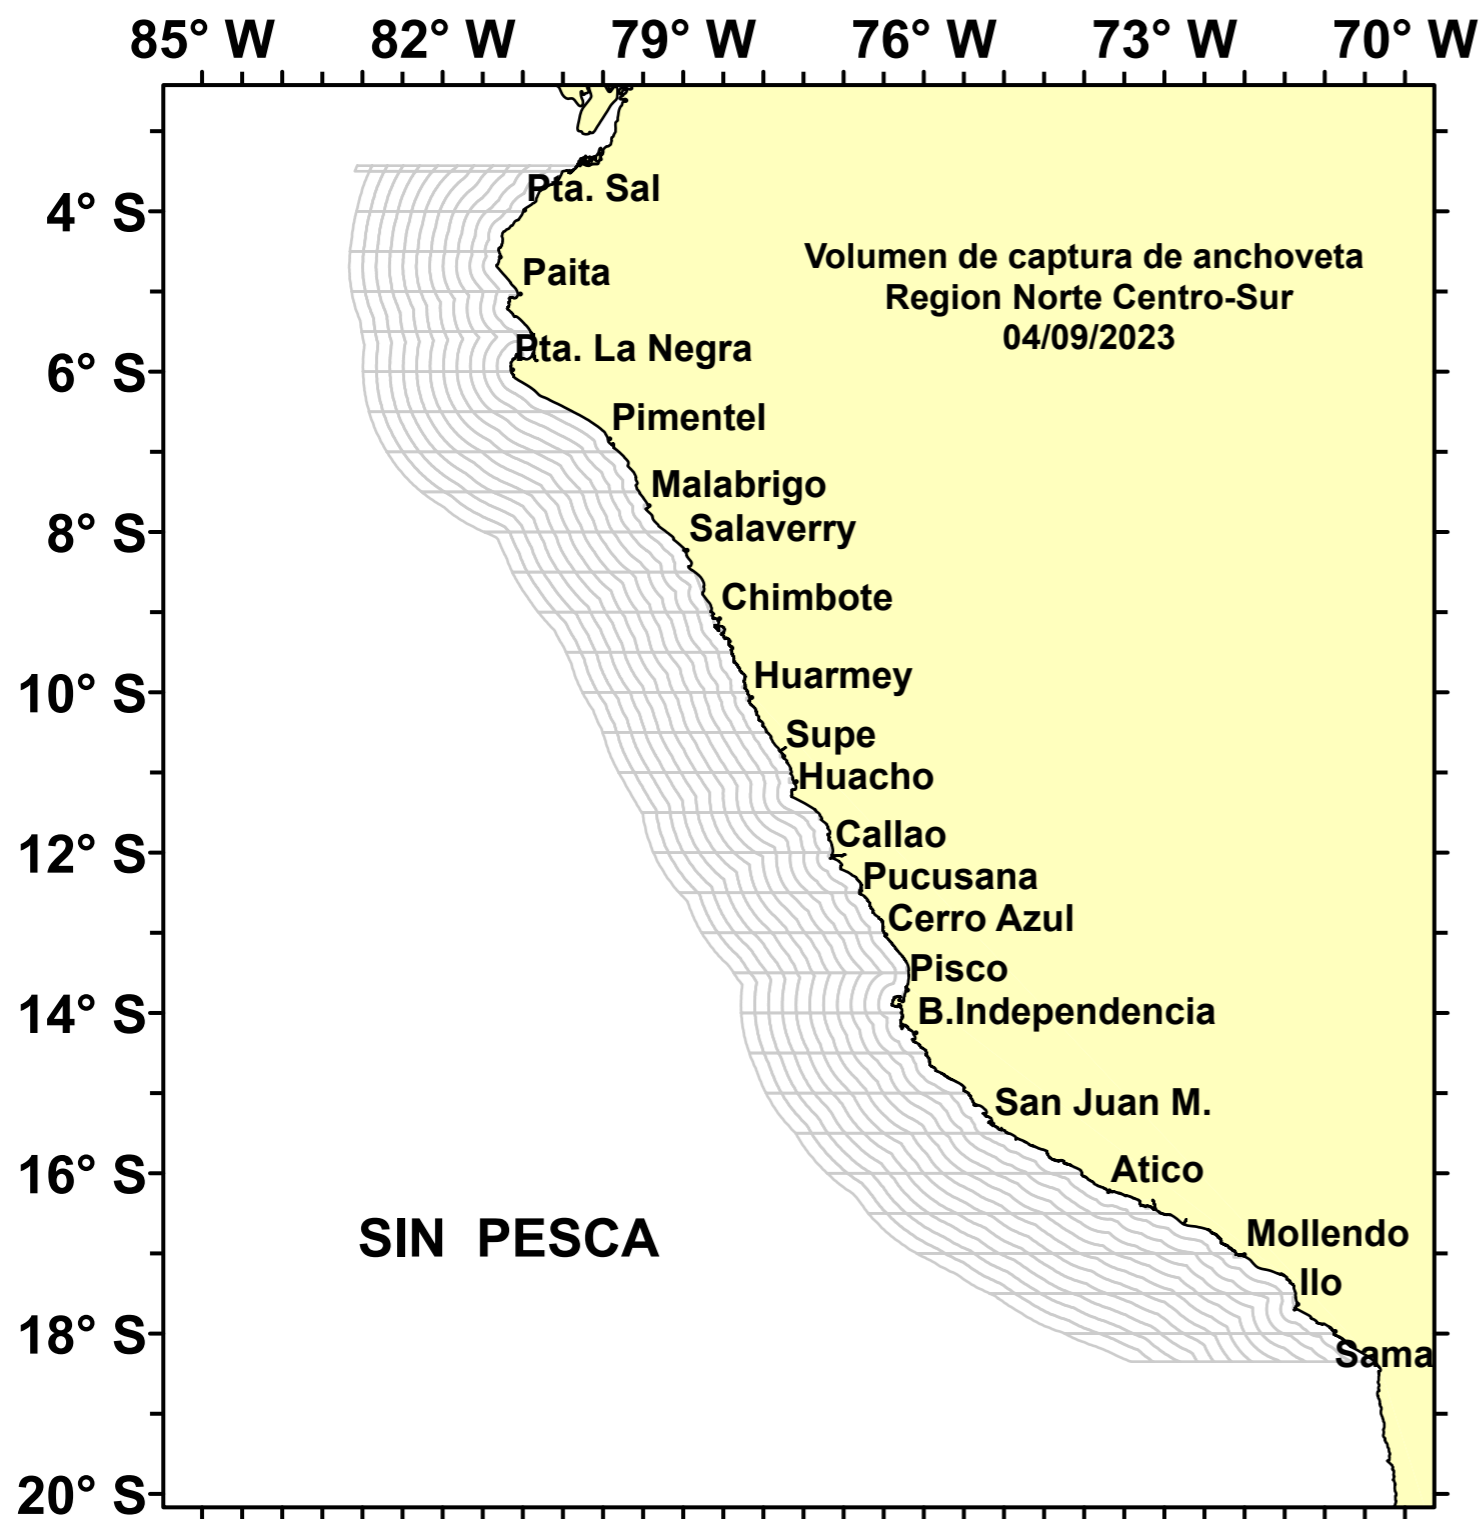 85° W 82° W 79° W 76° W 73° W 70° W
4° S
6° S
8° S
10° S
12° S
14° S
16° S
18° S
20° S
Volumen de captura de anchoveta
Region Norte Centro-Sur
04/09/2023
Pta. Sal
Paita
Pta. La Negra
Pimentel
Malabrigo
Salaverry
Chimbote
Huarmey
Supe
Huacho
Callao
Pucusana
Cerro Azul
Pisco
B.Independencia
San Juan M.
Atico
Mollendo
Ilo
Sama
SIN PESCA